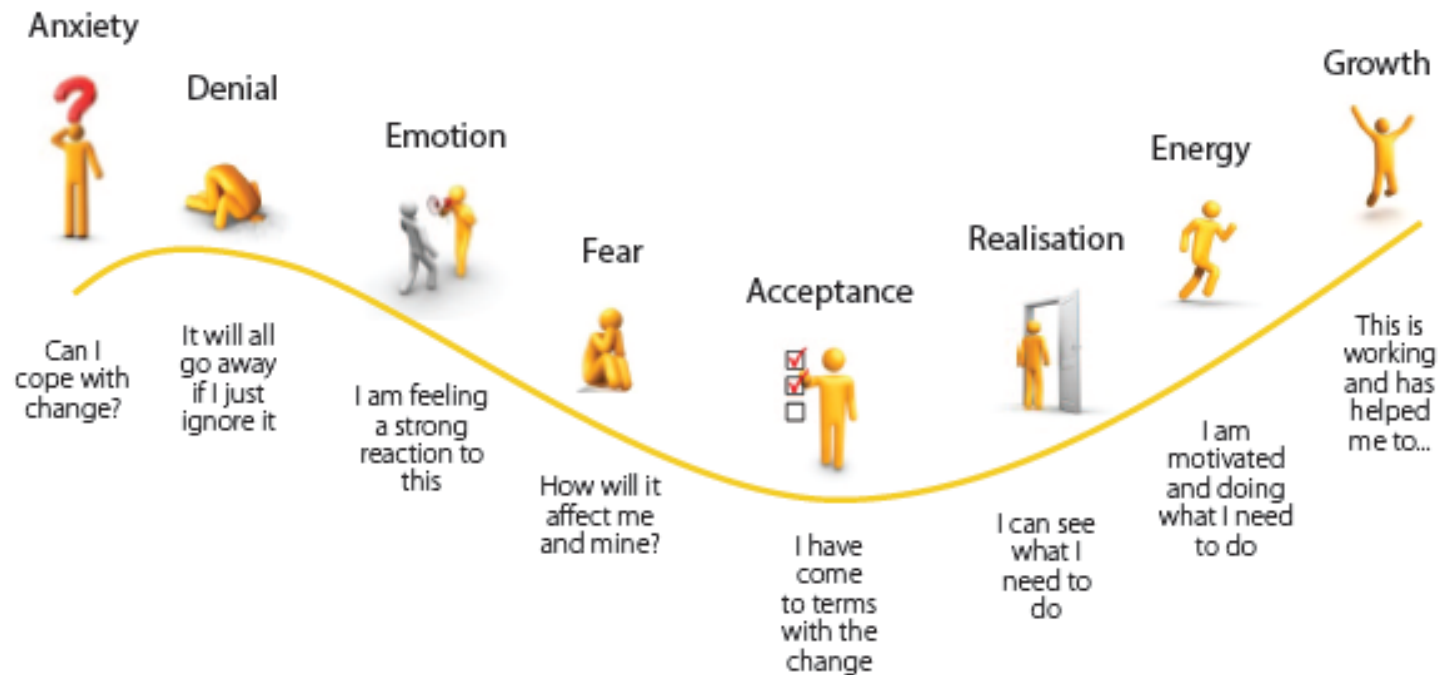 Anxiety
Can I
cope with
change?
Denial
It will all
go away
if I just
ignore it
Emotion
I am feeling
a strong
reaction to
this
Fear
How will it
affect me
and mine?
Acceptance
I have
come
to terms
with the
change
Realisation
I can see
what I
need to
do
Energy
I am
motivated
and doing
what I need
to do
Growth
This is
working
and has
helped
me to...